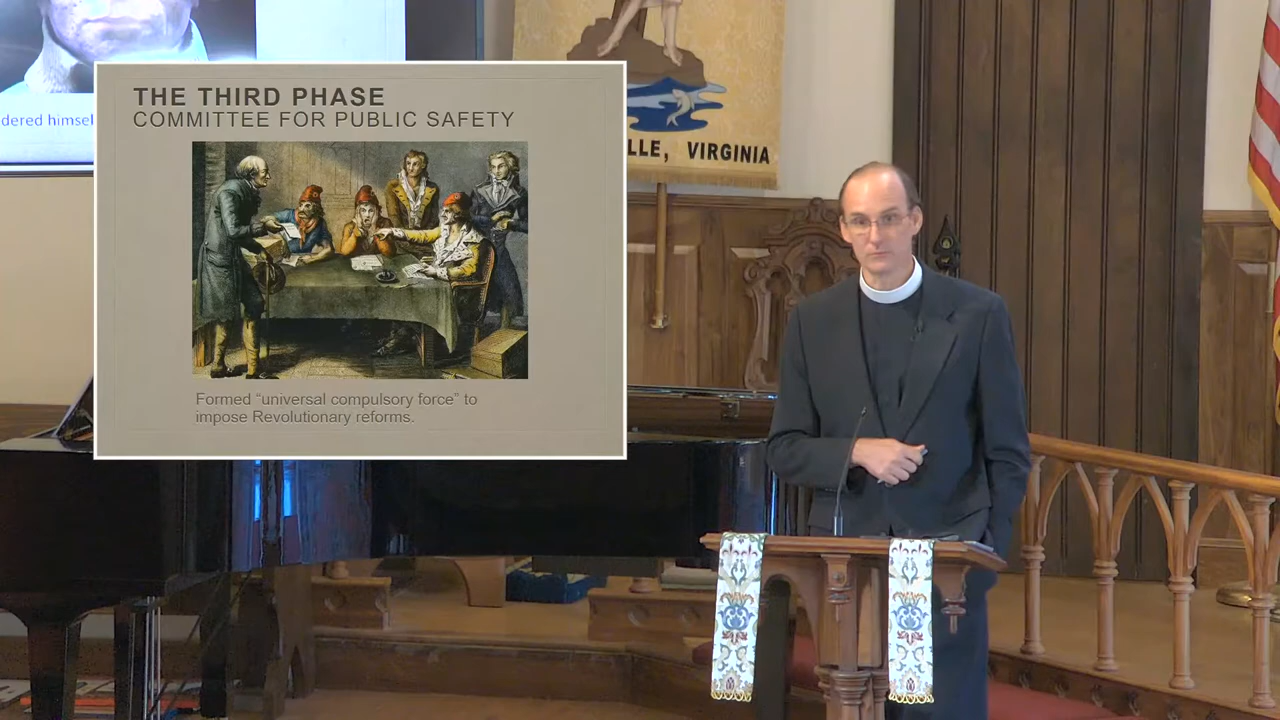 dered himsel
THE THIRD PHASE
COMMITTEE FOR PUBLIC SAFETY
LLE, VIRGINIA
Formed “universal compulsory force” to
impose Revolutionary reforms.